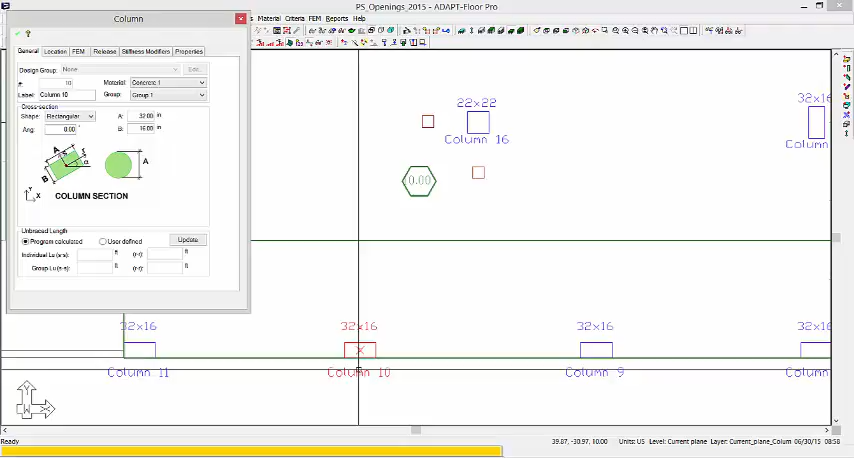 PS_Openings_2015 - ADAPT-Floor Pro
Column
Material Criteria FEM Reports Help
General Location FEM Release Stiffness Modifiers Properties
Design Group: None Edit...
#: 10 Material: Concrete 1
Label: Column 10 Group: Group 1
Cross-section
Shape: Rectangular A: 32.00 in
Ang: 0.00 ° B: 16.00 in
A
B
A
Y
X
COLUMN SECTION
Unbraced Length
Program calculated User defined Update
Individual Lu (s-s): ft (r-r): ft
Group Lu (s-s): ft (r-r): ft
22x22
Column 16
32x16
Column
0.00
32x16 32x16 32x16 32x16
Column 11 Column 10 Column 9 Column
Y
W X
Ready
39.87, -30.97, 10.00 Units: US Level: Current plane Layer: Current_plane_Colum 06/30/15 08:58